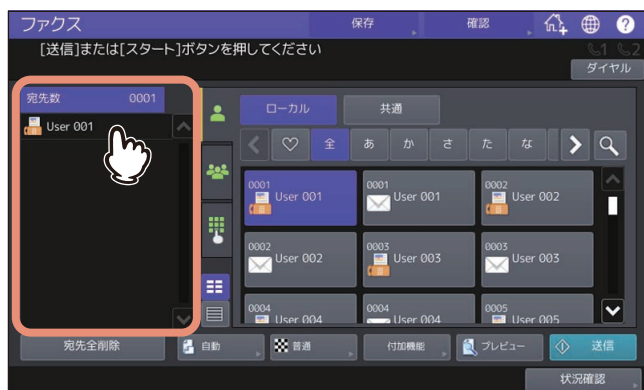 ファクス 保存 確認
[送信]または[スタート]ボタンを押してください
1 2
ダイヤル
宛先数 0001
User 001
ローカル 共通
全 あ か さ た な
0001 User 001
0001 User 001
0002 User 002
0002 User 002
0003 User 003
0003 User 003
0004 User 004
0004 User 004
0005 User 005
宛先全削除 自動 普通 付加機能 プレビュー 送信
状況確認